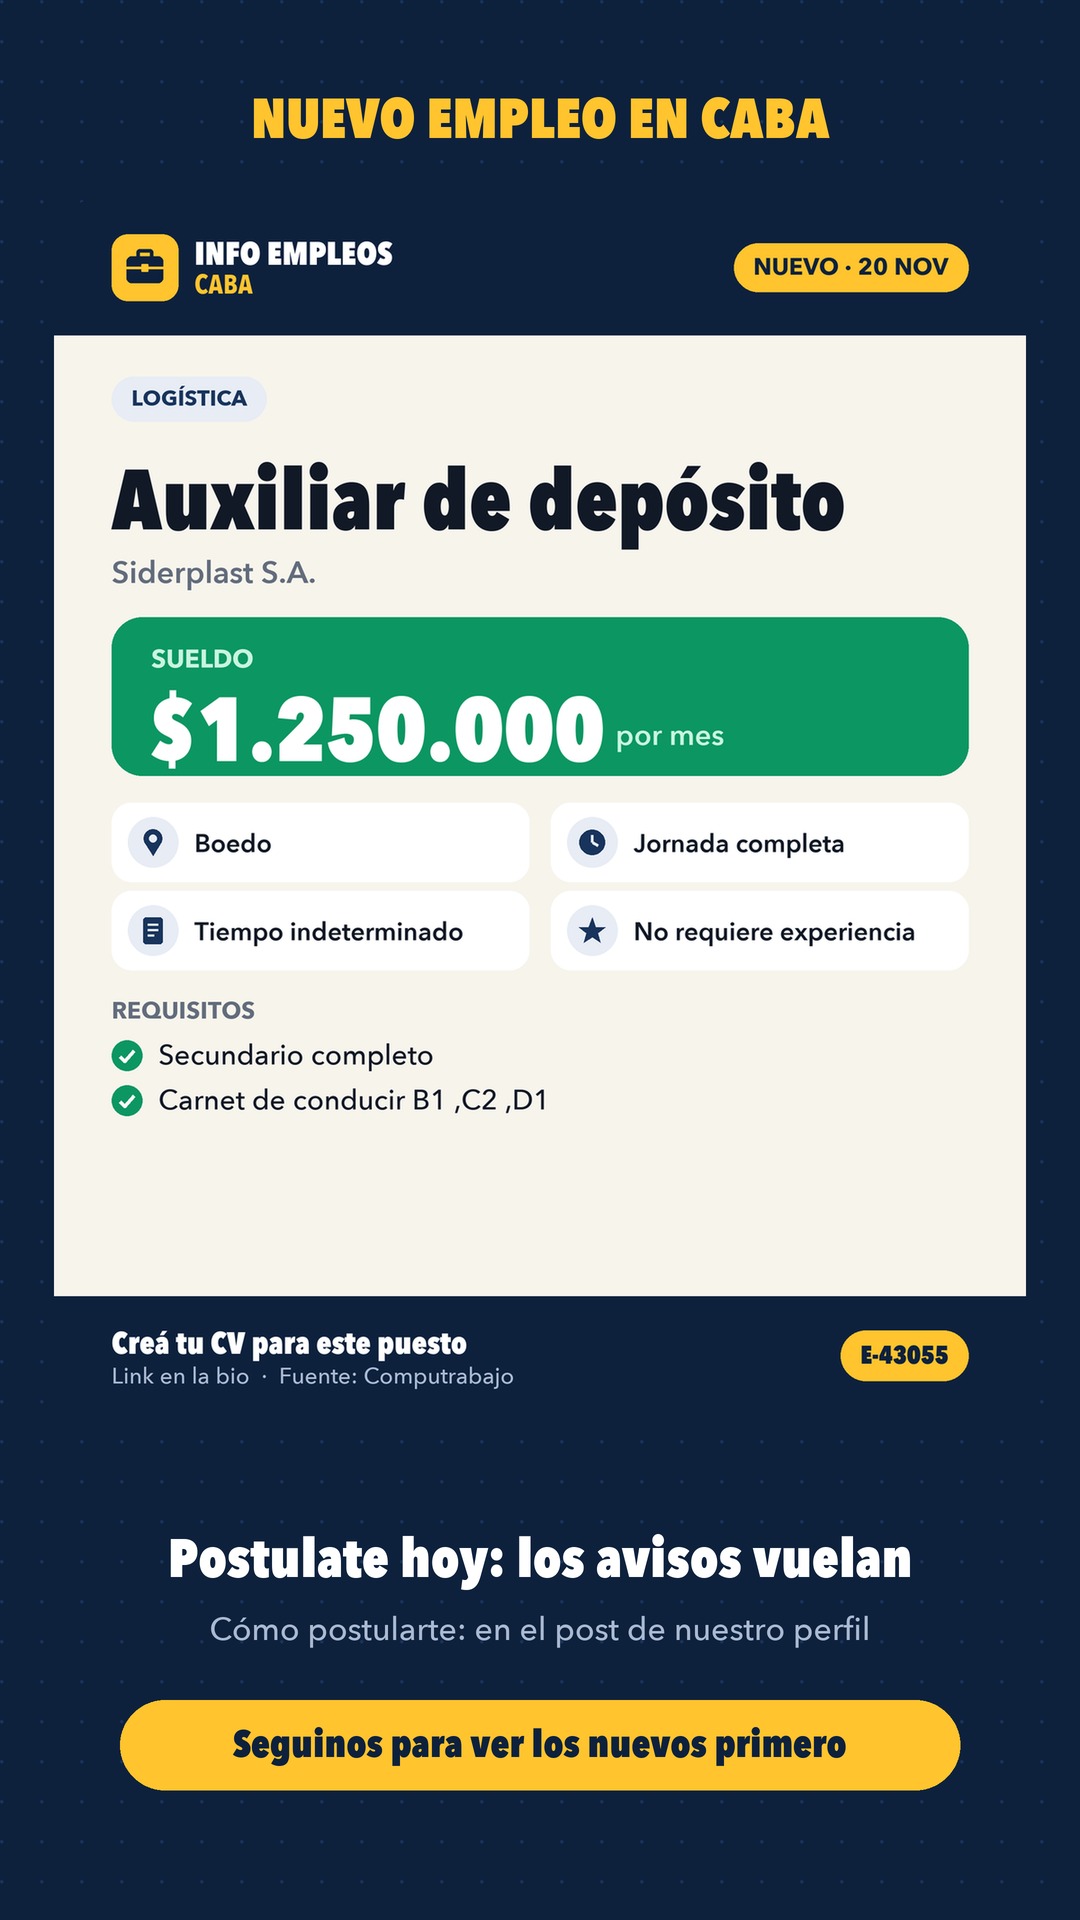 NUEVO EMPLEO EN CABA
INFO EMPLEOS
CABA
NUEVO · 20 NOV
LOGÍSTICA
Auxiliar de depósito
Siderplast S.A.
SUELDO
$1.250.000 por mes
Boedo
Jornada completa
Tiempo indeterminado
No requiere experiencia
REQUISITOS
Secundario completo
Carnet de conducir B1 ,C2 ,D1
Creá tu CV para este puesto
Link en la bio · Fuente: Computrabajo
E-43055
Postulate hoy: los avisos vuelan
Cómo postularte: en el post de nuestro perfil
Seguinos para ver los nuevos primero